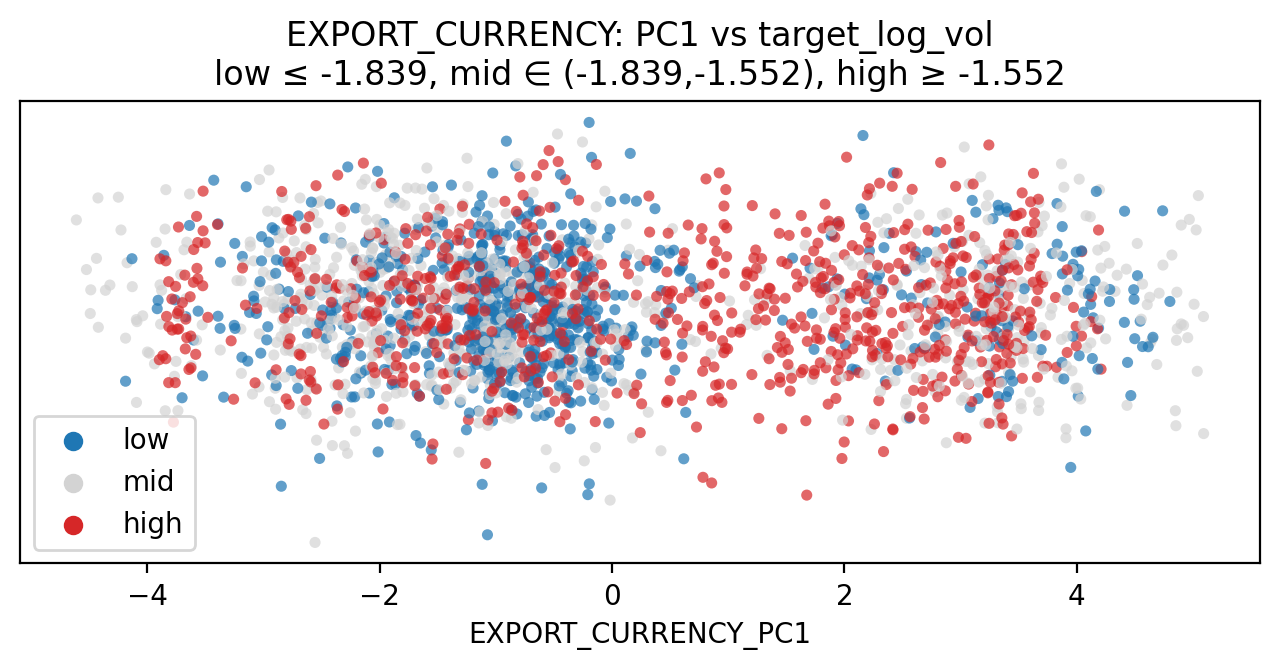 EXPORT_CURRENCY: PC1 vs target_log_vol
low ≤ -1.839, mid ∈ (-1.839,-1.552), high ≥ -1.552
low
mid
high
−4 −2 0 2 4
EXPORT_CURRENCY_PC1